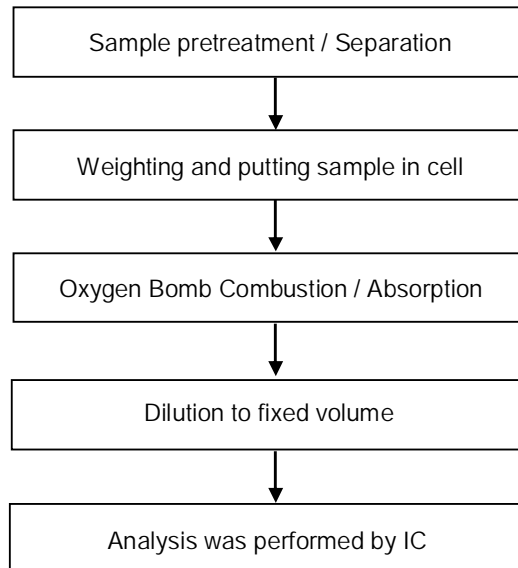 Sample pretreatment / Separation
Weighting and putting sample in cell
Oxygen Bomb Combustion / Absorption
Dilution to fixed volume
Analysis was performed by IC